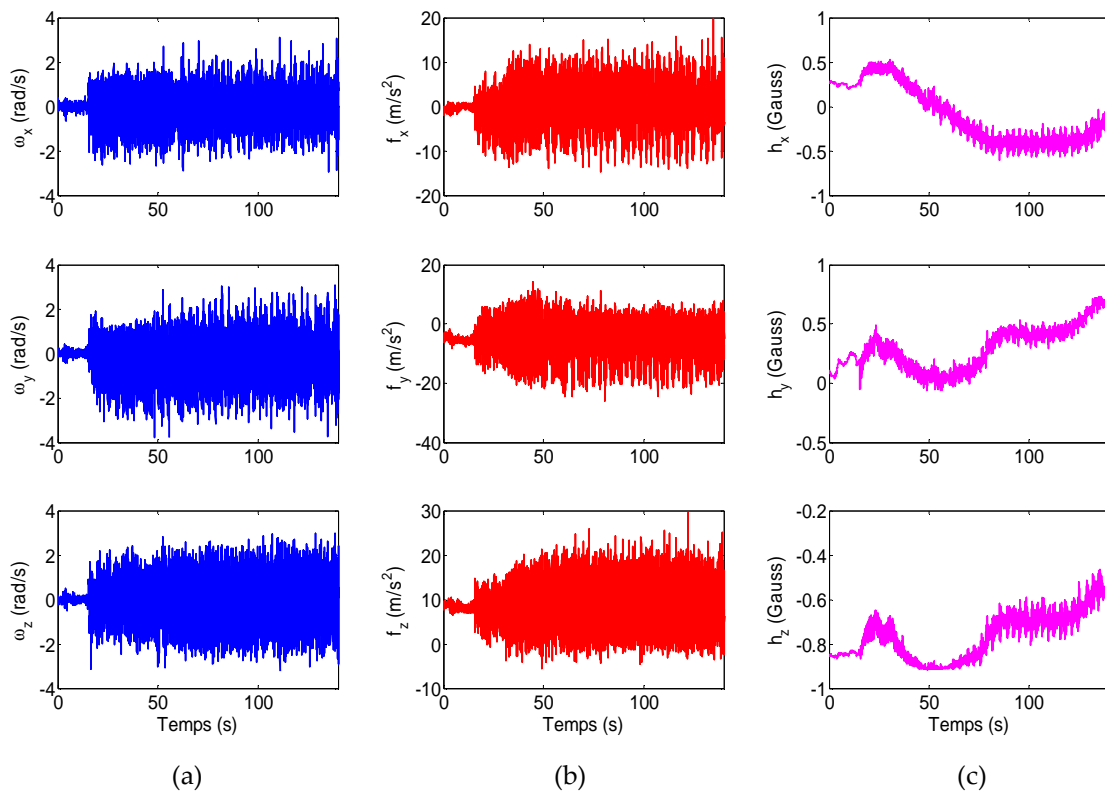 4
2
0
-2
-4
ω_x (rad/s)
0 50 100
20
10
0
-10
-20
f_x (m/s²)
0 50 100
1
0.5
0
-0.5
-1
h_x (Gauss)
0 50 100
4
2
0
-2
-4
ω_y (rad/s)
0 50 100
20
0
-20
-40
f_y (m/s²)
0 50 100
1
0.5
0
-0.5
h_y (Gauss)
0 50 100
4
2
0
-2
-4
ω_z (rad/s)
0 50 100
Temps (s)
30
20
10
0
-10
f_z (m/s²)
0 50 100
Temps (s)
-0.2
-0.4
-0.6
-0.8
-1
h_z (Gauss)
0 50 100
Temps (s)
(a) (b) (c)